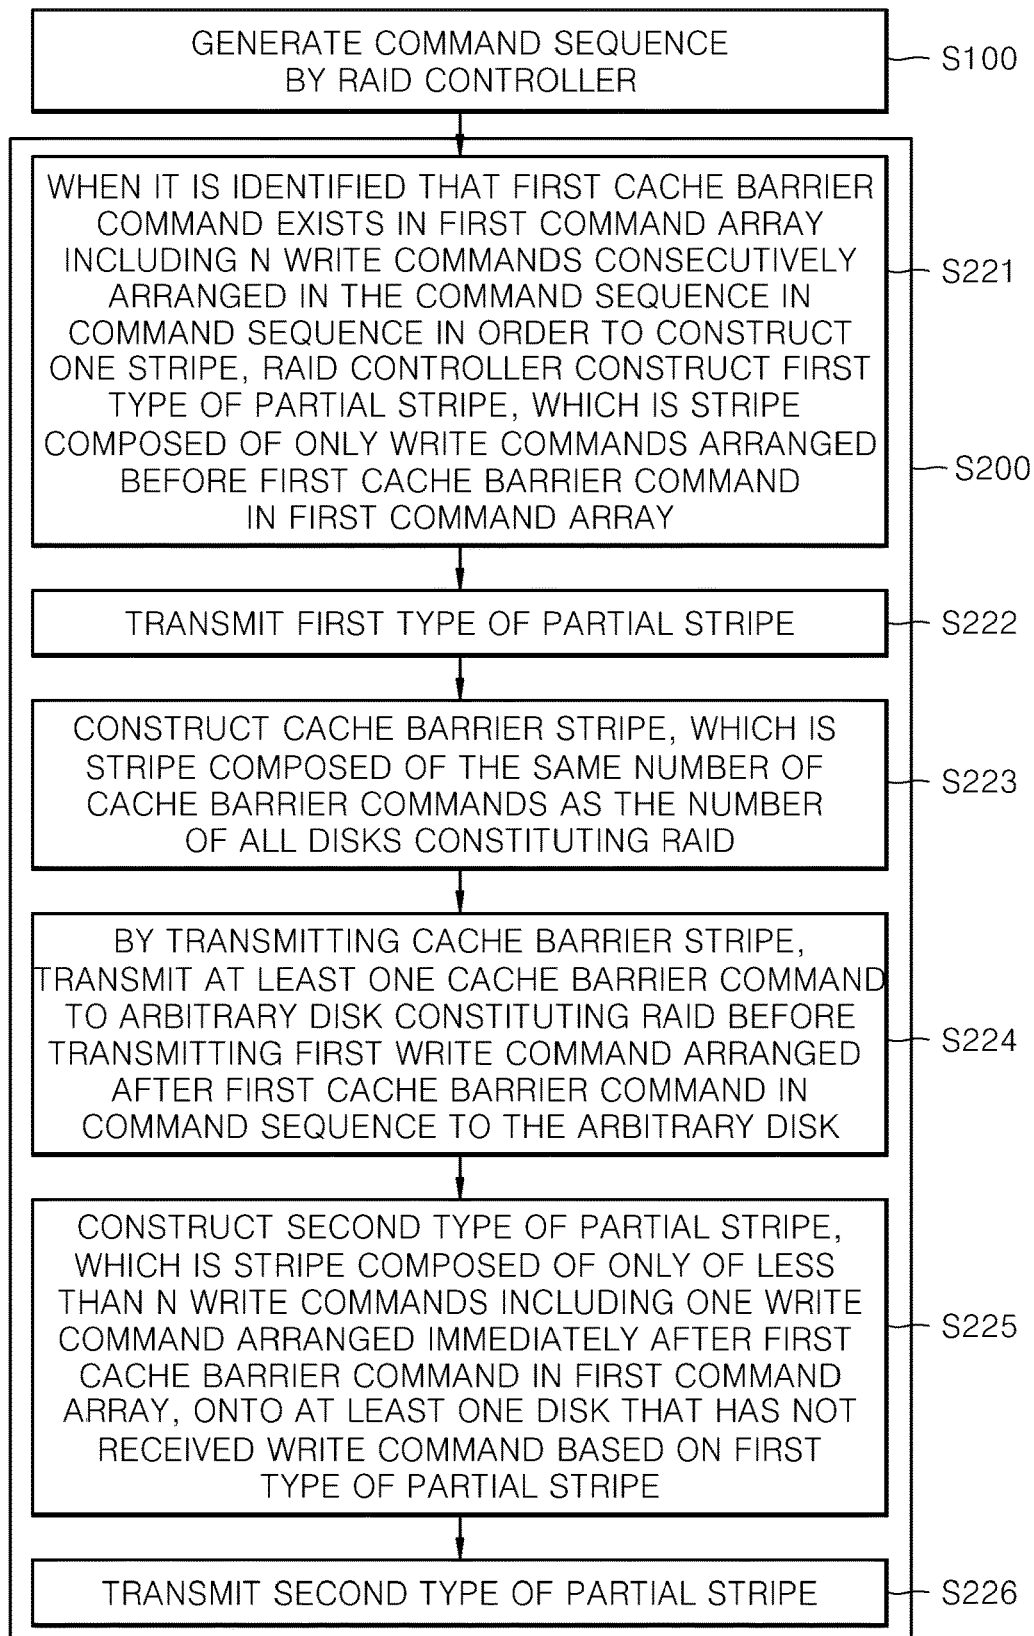 GENERATE COMMAND SEQUENCE
BY RAID CONTROLLER
S100
WHEN IT IS IDENTIFIED THAT FIRST CACHE BARRIER
COMMAND EXISTS IN FIRST COMMAND ARRAY
INCLUDING N WRITE COMMANDS CONSECUTIVELY
ARRANGED IN THE COMMAND SEQUENCE IN
COMMAND SEQUENCE IN ORDER TO CONSTRUCT
ONE STRIPE, RAID CONTROLLER CONSTRUCT FIRST
TYPE OF PARTIAL STRIPE, WHICH IS STRIPE
COMPOSED OF ONLY WRITE COMMANDS ARRANGED
BEFORE FIRST CACHE BARRIER COMMAND
IN FIRST COMMAND ARRAY
S221
S200
TRANSMIT FIRST TYPE OF PARTIAL STRIPE
S222
CONSTRUCT CACHE BARRIER STRIPE, WHICH IS
STRIPE COMPOSED OF THE SAME NUMBER OF
CACHE BARRIER COMMANDS AS THE NUMBER
OF ALL DISKS CONSTITUTING RAID
S223
BY TRANSMITTING CACHE BARRIER STRIPE,
TRANSMIT AT LEAST ONE CACHE BARRIER COMMAND
TO ARBITRARY DISK CONSTITUTING RAID BEFORE
TRANSMITTING FIRST WRITE COMMAND ARRANGED
AFTER FIRST CACHE BARRIER COMMAND IN
COMMAND SEQUENCE TO THE ARBITRARY DISK
S224
CONSTRUCT SECOND TYPE OF PARTIAL STRIPE,
WHICH IS STRIPE COMPOSED OF ONLY OF LESS
THAN N WRITE COMMANDS INCLUDING ONE WRITE
COMMAND ARRANGED IMMEDIATELY AFTER FIRST
CACHE BARRIER COMMAND IN FIRST COMMAND
ARRAY, ONTO AT LEAST ONE DISK THAT HAS NOT
RECEIVED WRITE COMMAND BASED ON FIRST
TYPE OF PARTIAL STRIPE
S225
TRANSMIT SECOND TYPE OF PARTIAL STRIPE
S226